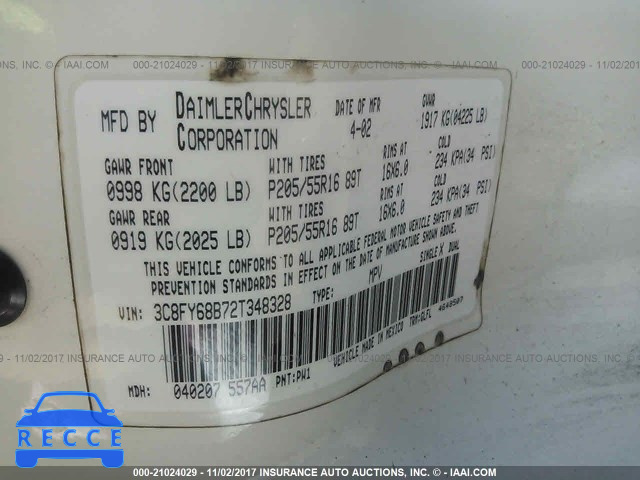 000-21024029 - 11/02/2017 INSURANCE AUTO AUCTIONS, INC. - © IAAI.COM
MFD BY DAIMLERCHRYSLER CORPORATION DATE OF MFR 4-02 GVWR 1917 KG(04225 LB)
GAWR FRONT WITH TIRES RIMS AT COLD
0998 KG(2200 LB) P205/55R16 89T 16X6.0 234 KPA(34 PSI)
GAWR REAR WITH TIRES RIMS AT COLD
0919 KG(2025 LB) P205/55R16 89T 16X6.0 234 KPA(34 PSI)
THIS VEHICLE CONFORMS TO ALL APPLICABLE FEDERAL MOTOR VEHICLE SAFETY AND THEFT
PREVENTION STANDARDS IN EFFECT ON THE DATE OF MANUFACTURE SHOWN ABOVE.
VIN: 3C8FY68B72T348328 TYPE: MPV SINGLE X DUAL
VEHICLE MADE IN MEXICO TRM:GLFL 4648507
MDH: 040207 557AA PNT:PW1
RECCE
000-21024029 - 11/02/2017 INSURANCE AUTO AUCTIONS, INC. - © IAAI.COM